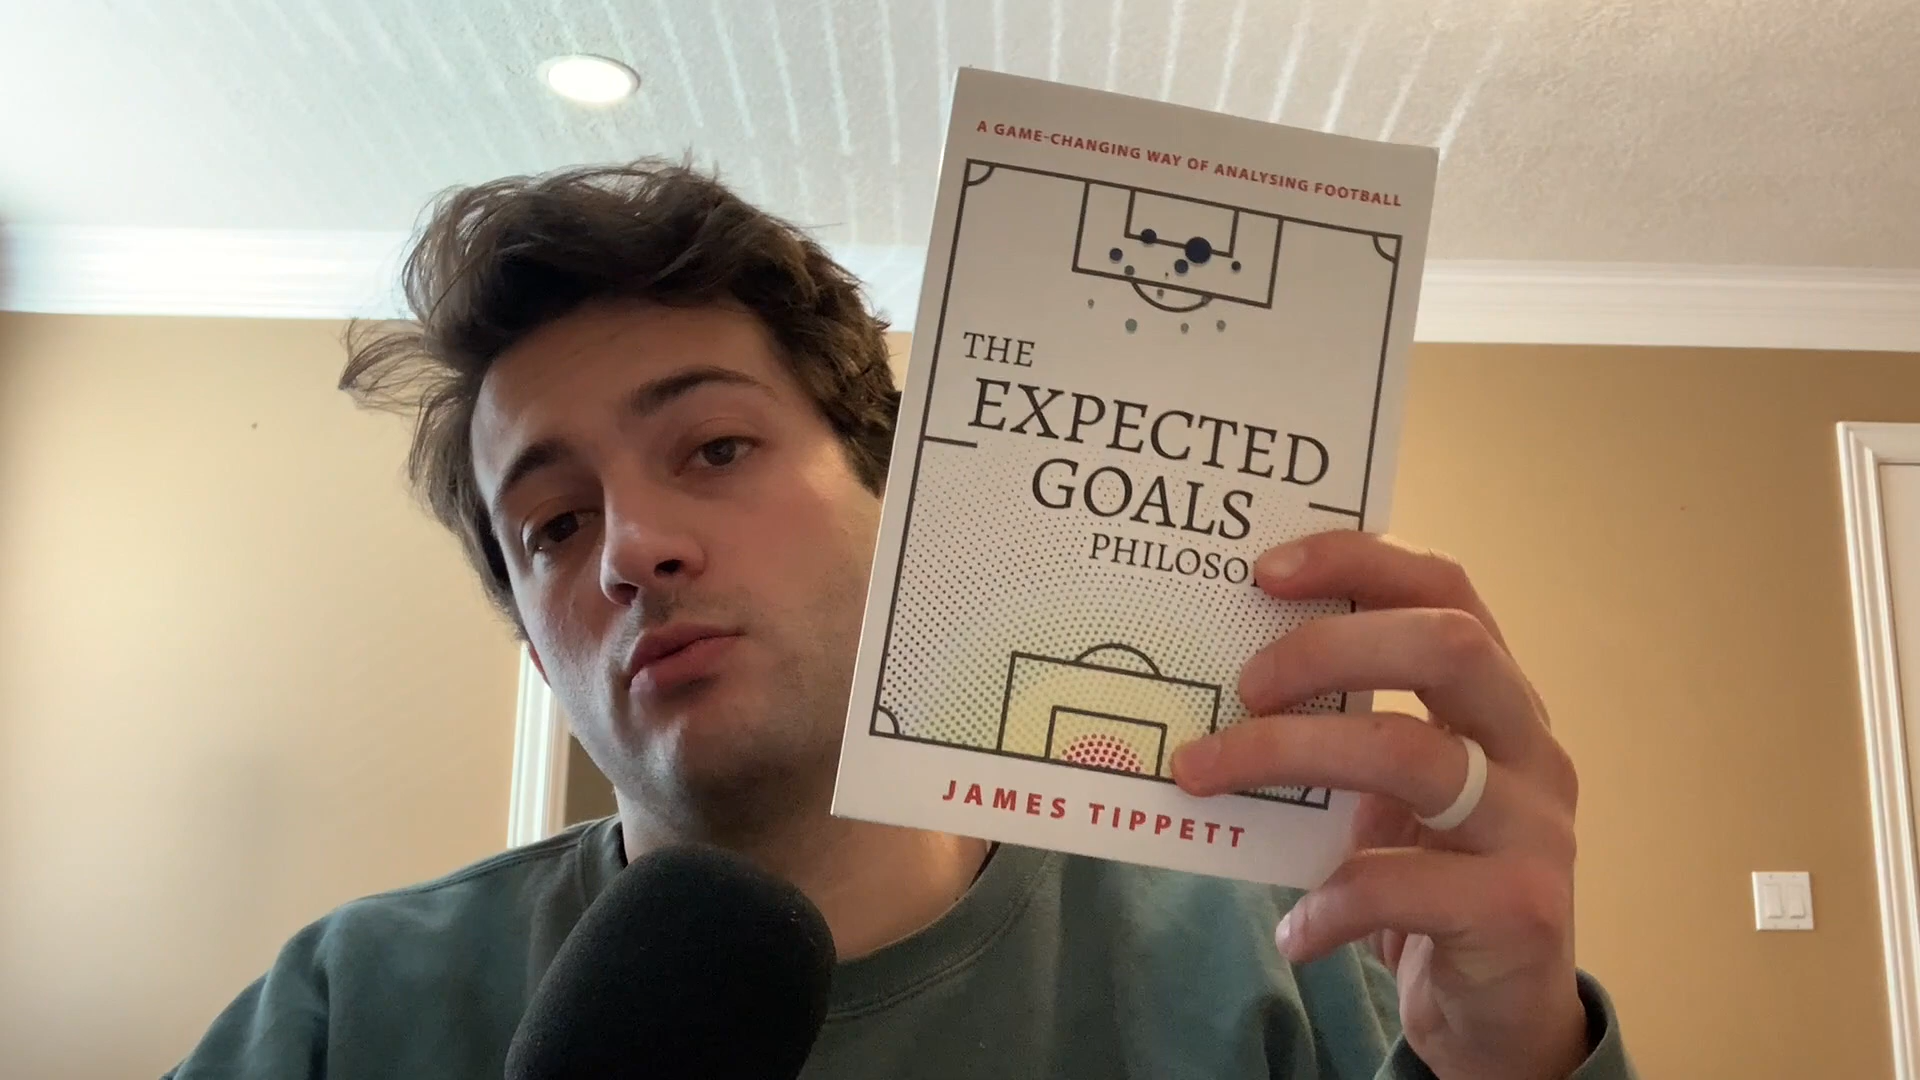 A GAME-CHANGING WAY OF ANALYSING FOOTBALL
THE
EXPECTED
GOALS
PHILOSO
JAMES TIPPETT